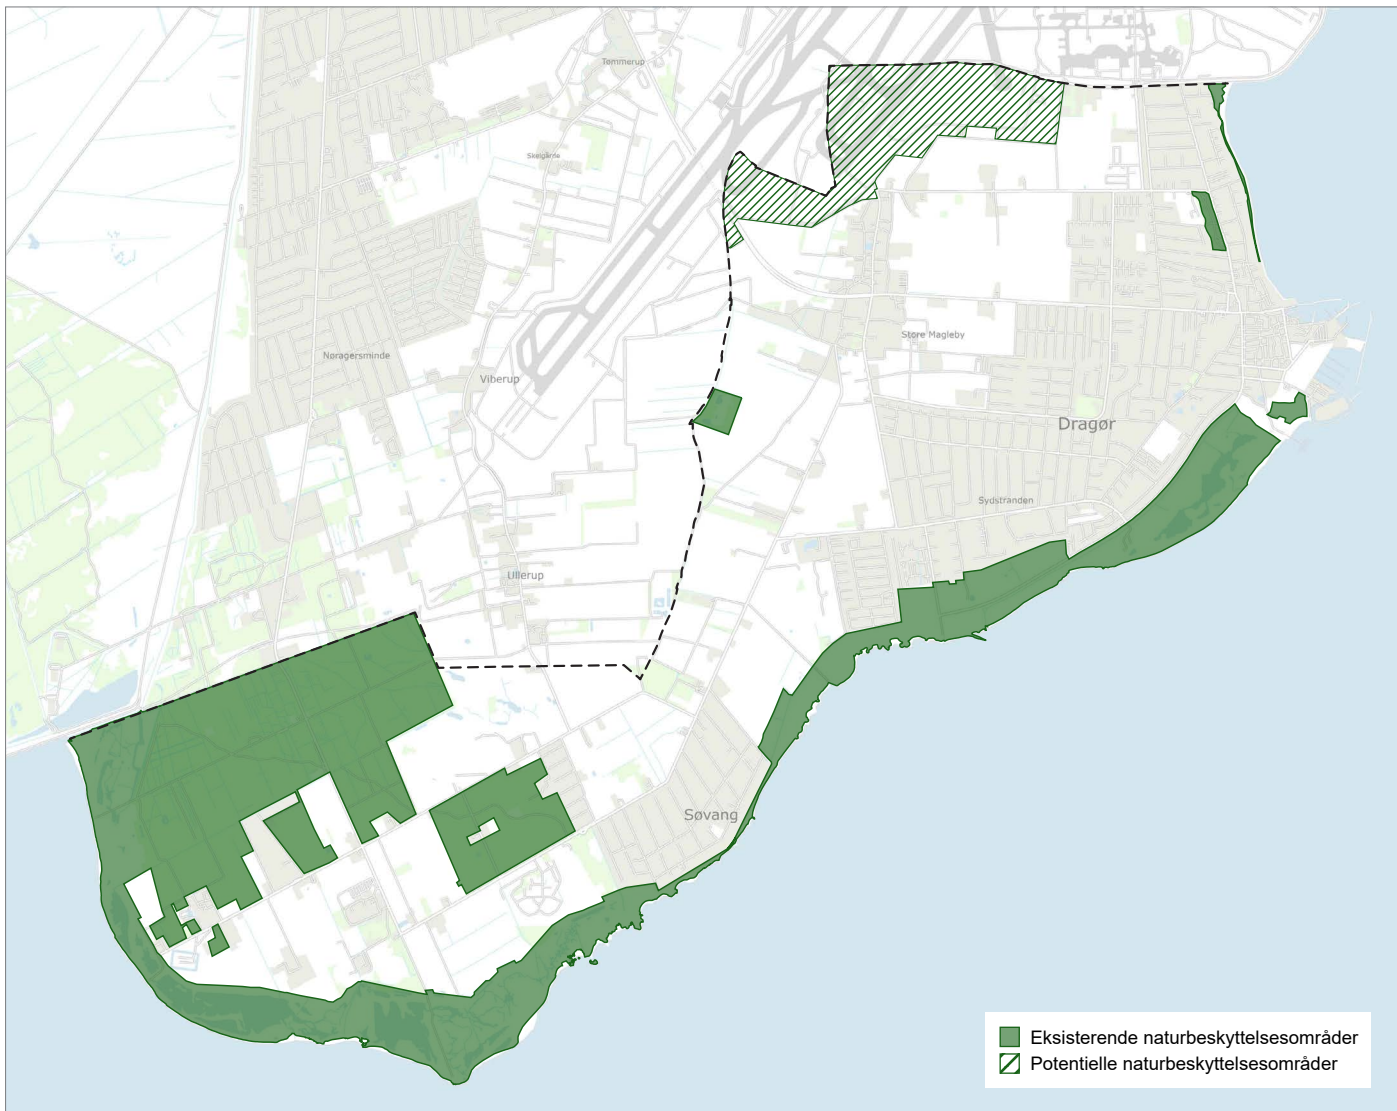 Tømmerup
Skelgårde
Nøragersminde
Viberup
Store Magleby
Dragør
Sydstranden
Ullerup
Søvang
Eksisterende naturbeskyttelsesområder
Potentielle naturbeskyttelsesområder